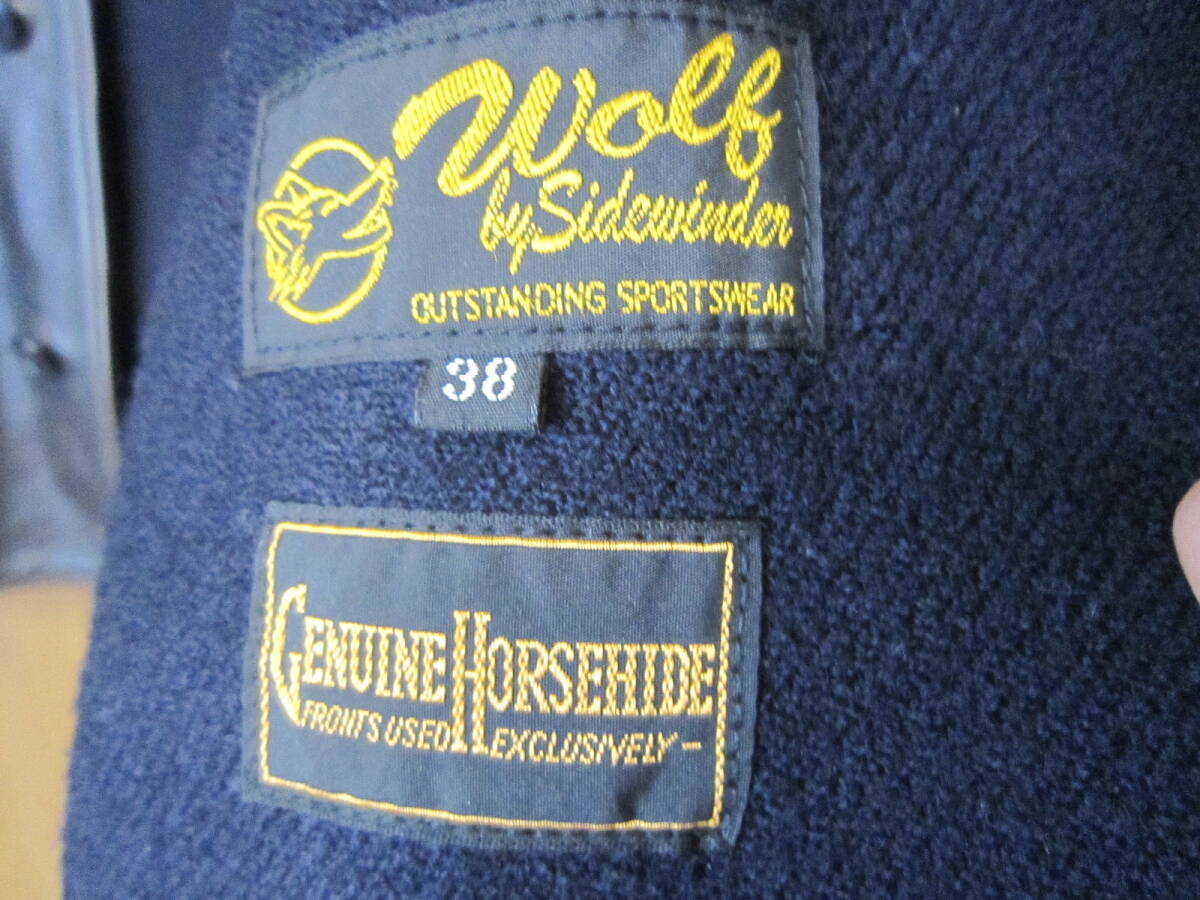 Wolf
by Sidewinder
OUTSTANDING SPORTSWEAR
38
GENUINE HORSEHIDE
FRONTS USED EXCLUSIVELY –